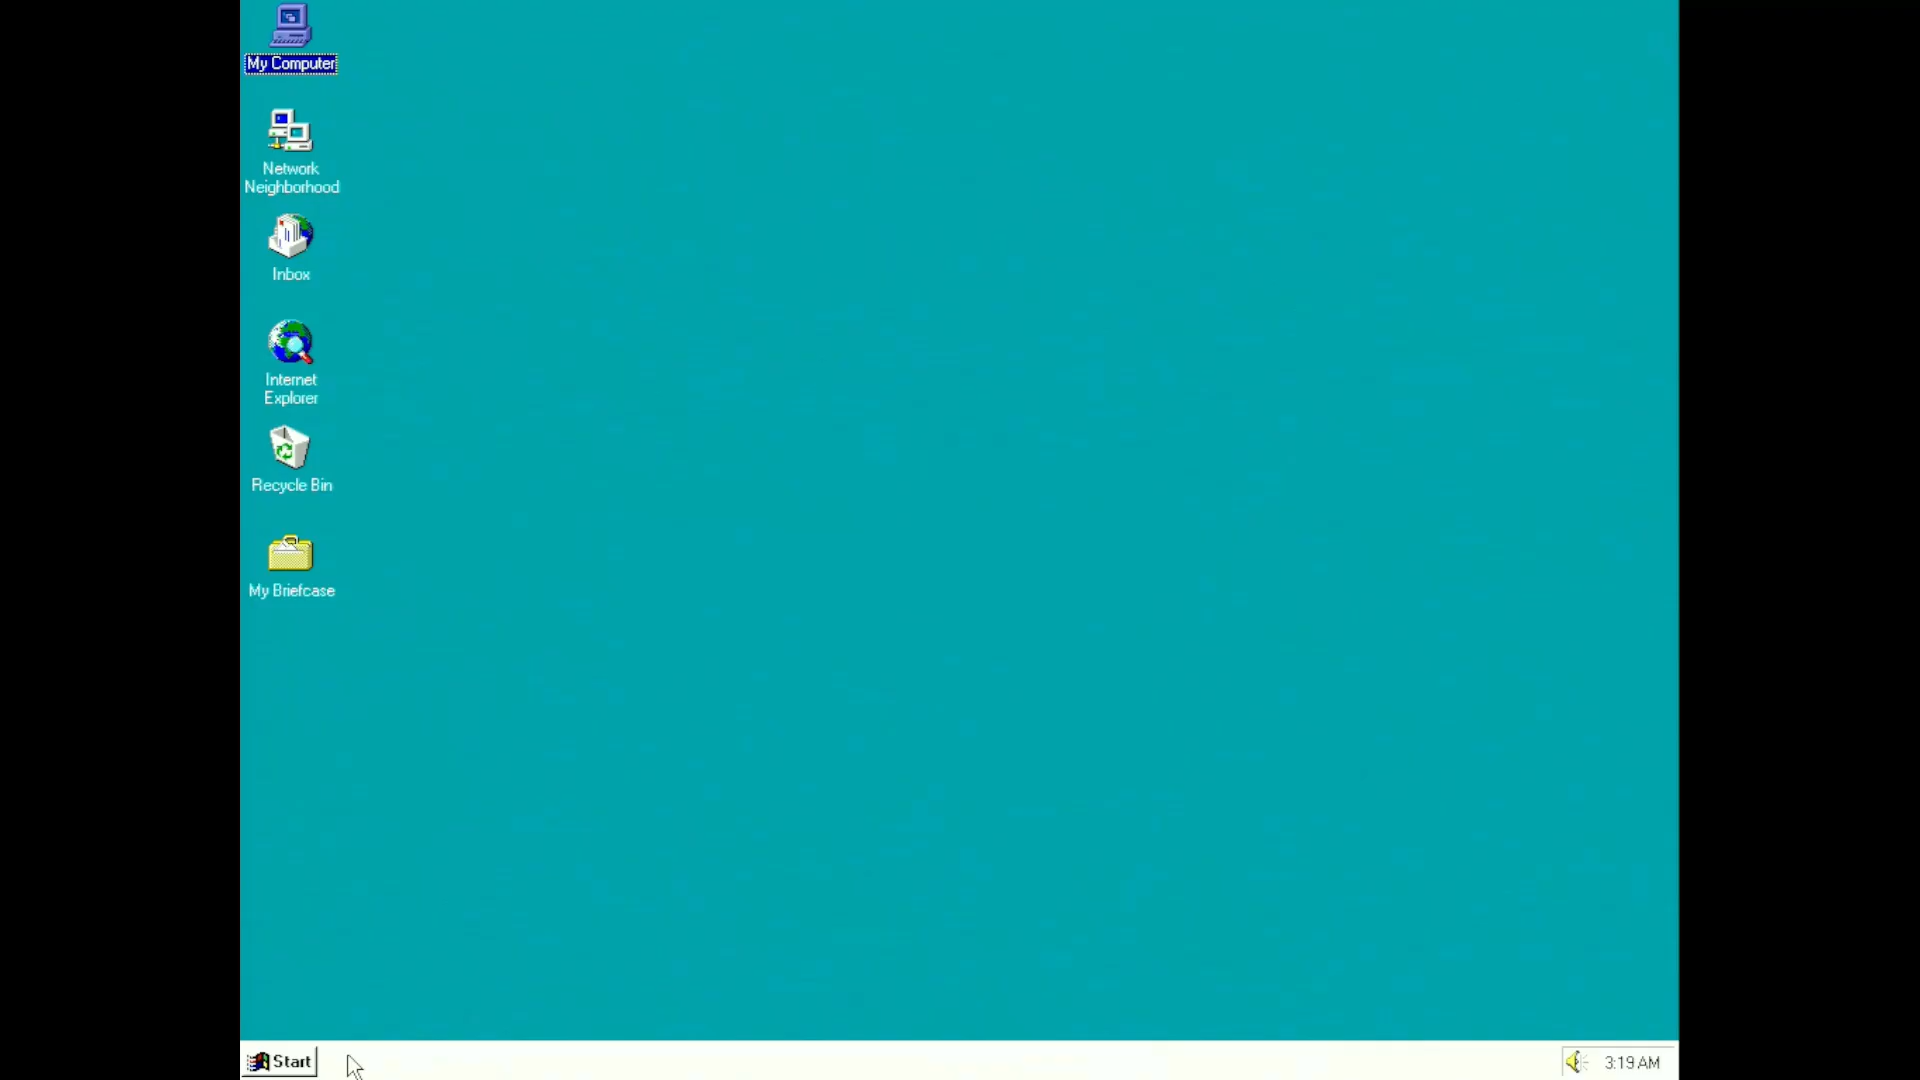 My Computer
Network
Neighborhood
Inbox
Internet
Explorer
Recycle Bin
My Briefcase
Start
3:19 AM